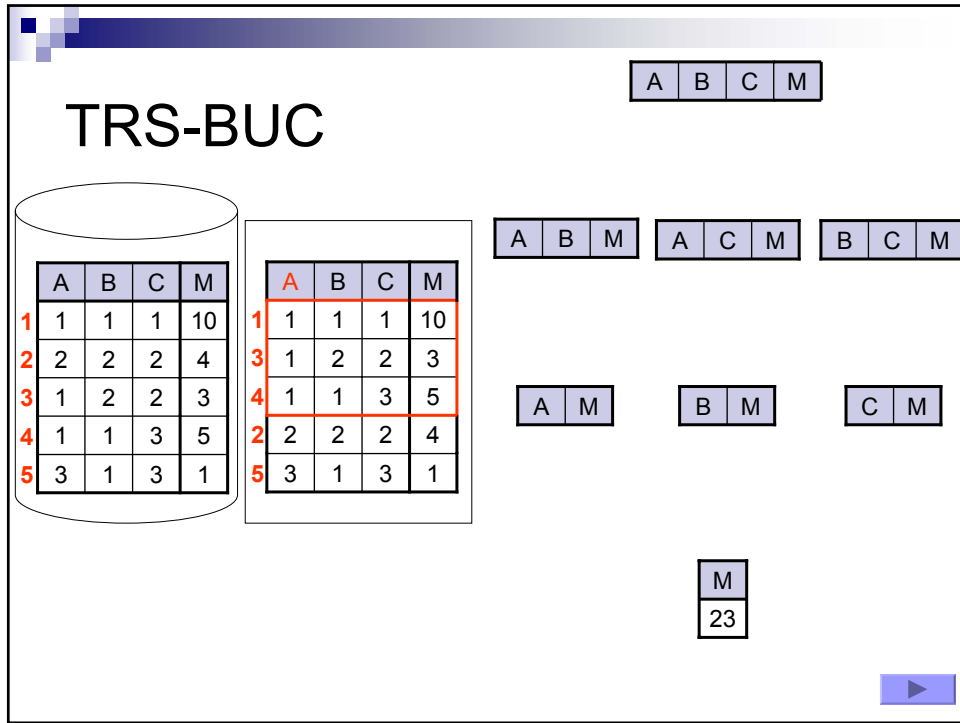 A B C M
TRS-BUC
A B M
A C M
B C M
A B C M
1 1 1 1 10
2 2 2 2 4
3 1 2 2 3
4 1 1 3 5
5 3 1 3 1
A B C M
1 1 1 1 10
3 1 2 2 3
4 1 1 3 5
2 2 2 2 4
5 3 1 3 1
A M
B M
C M
M
23